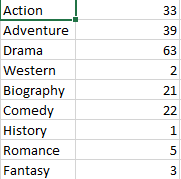 Action 33
Adventure 39
Drama 63
Western 2
Biography 21
Comedy 22
History 1
Romance 5
Fantasy 3